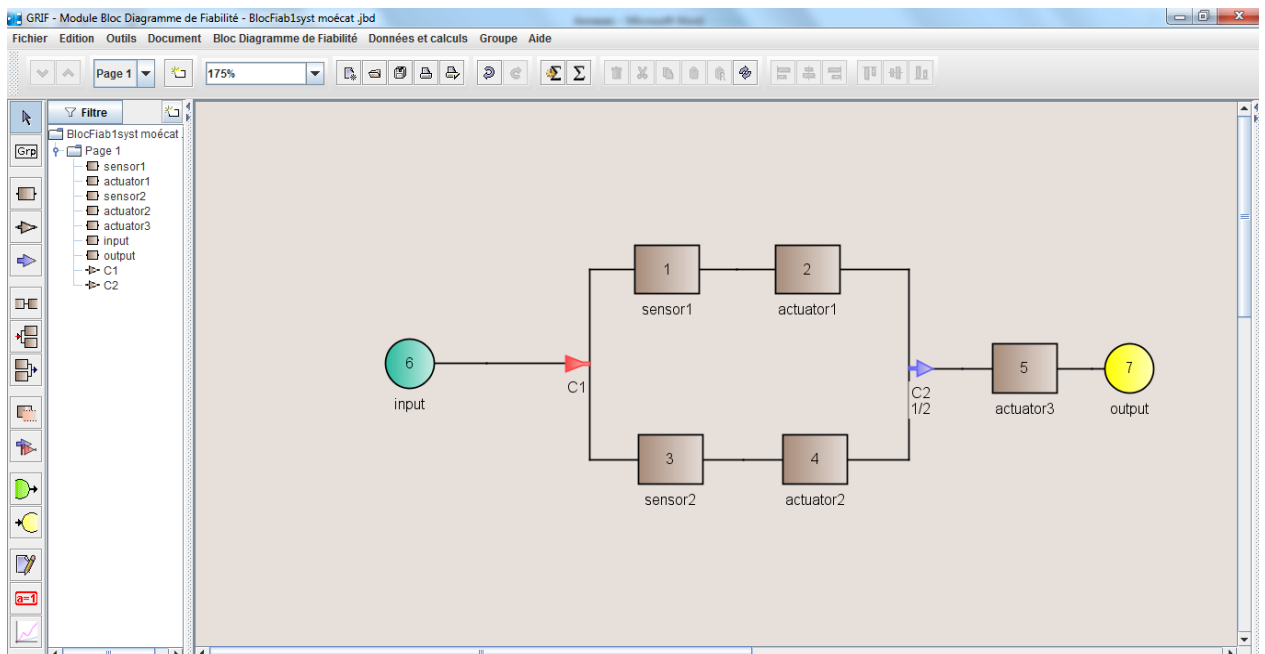 GRIF - Module Bloc Diagramme de Fiabilité - BlocFiab1syst moécat .jbd
Fichier Edition Outils Document Bloc Diagramme de Fiabilité Données et calculs Groupe Aide
Page 1
175%
Σ Σ
Filtre
Grp
BlocFiab1syst moécat .
Page 1
sensor1
actuator1
sensor2
actuator2
actuator3
input
output
C1
C2
a=1
1
sensor1
2
actuator1
6
input
C1
C2
1/2
5
actuator3
7
output
3
sensor2
4
actuator2